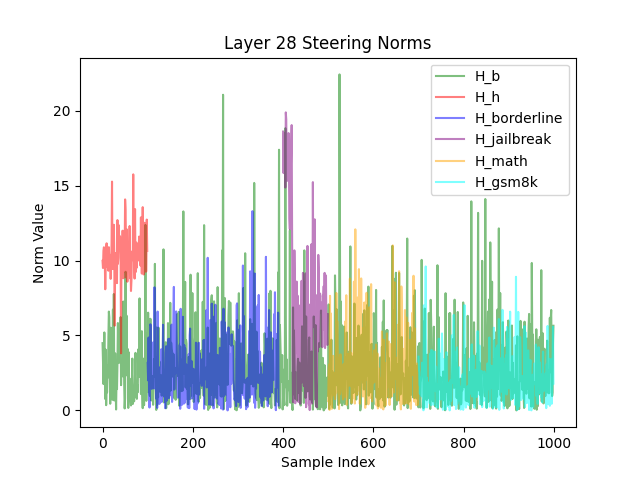 Layer 28 Steering Norms
H_b
H_h
H_borderline
H_jailbreak
H_math
H_gsm8k
Norm Value
20
15
10
5
0
0
200
400
600
800
1000
Sample Index